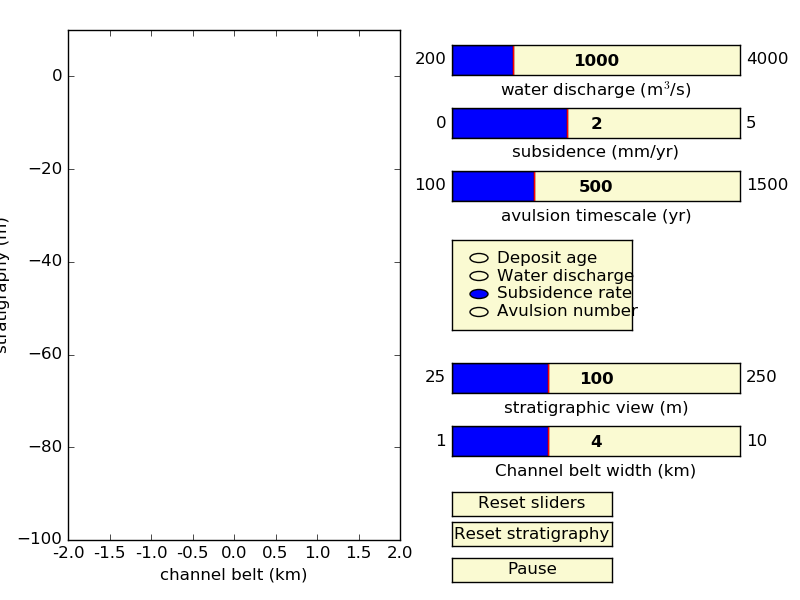 0
−20
−40
−60
−80
−100
-2.0 -1.5 -1.0 -0.5 0.0 0.5 1.0 1.5 2.0
channel belt (km)
stratigraphy (m)
200 1000 4000
water discharge (m³/s)
0 2 5
subsidence (mm/yr)
100 500 1500
avulsion timescale (yr)
Deposit age
Water discharge
Subsidence rate
Avulsion number
25 100 250
stratigraphic view (m)
1 4 10
Channel belt width (km)
Reset sliders
Reset stratigraphy
Pause